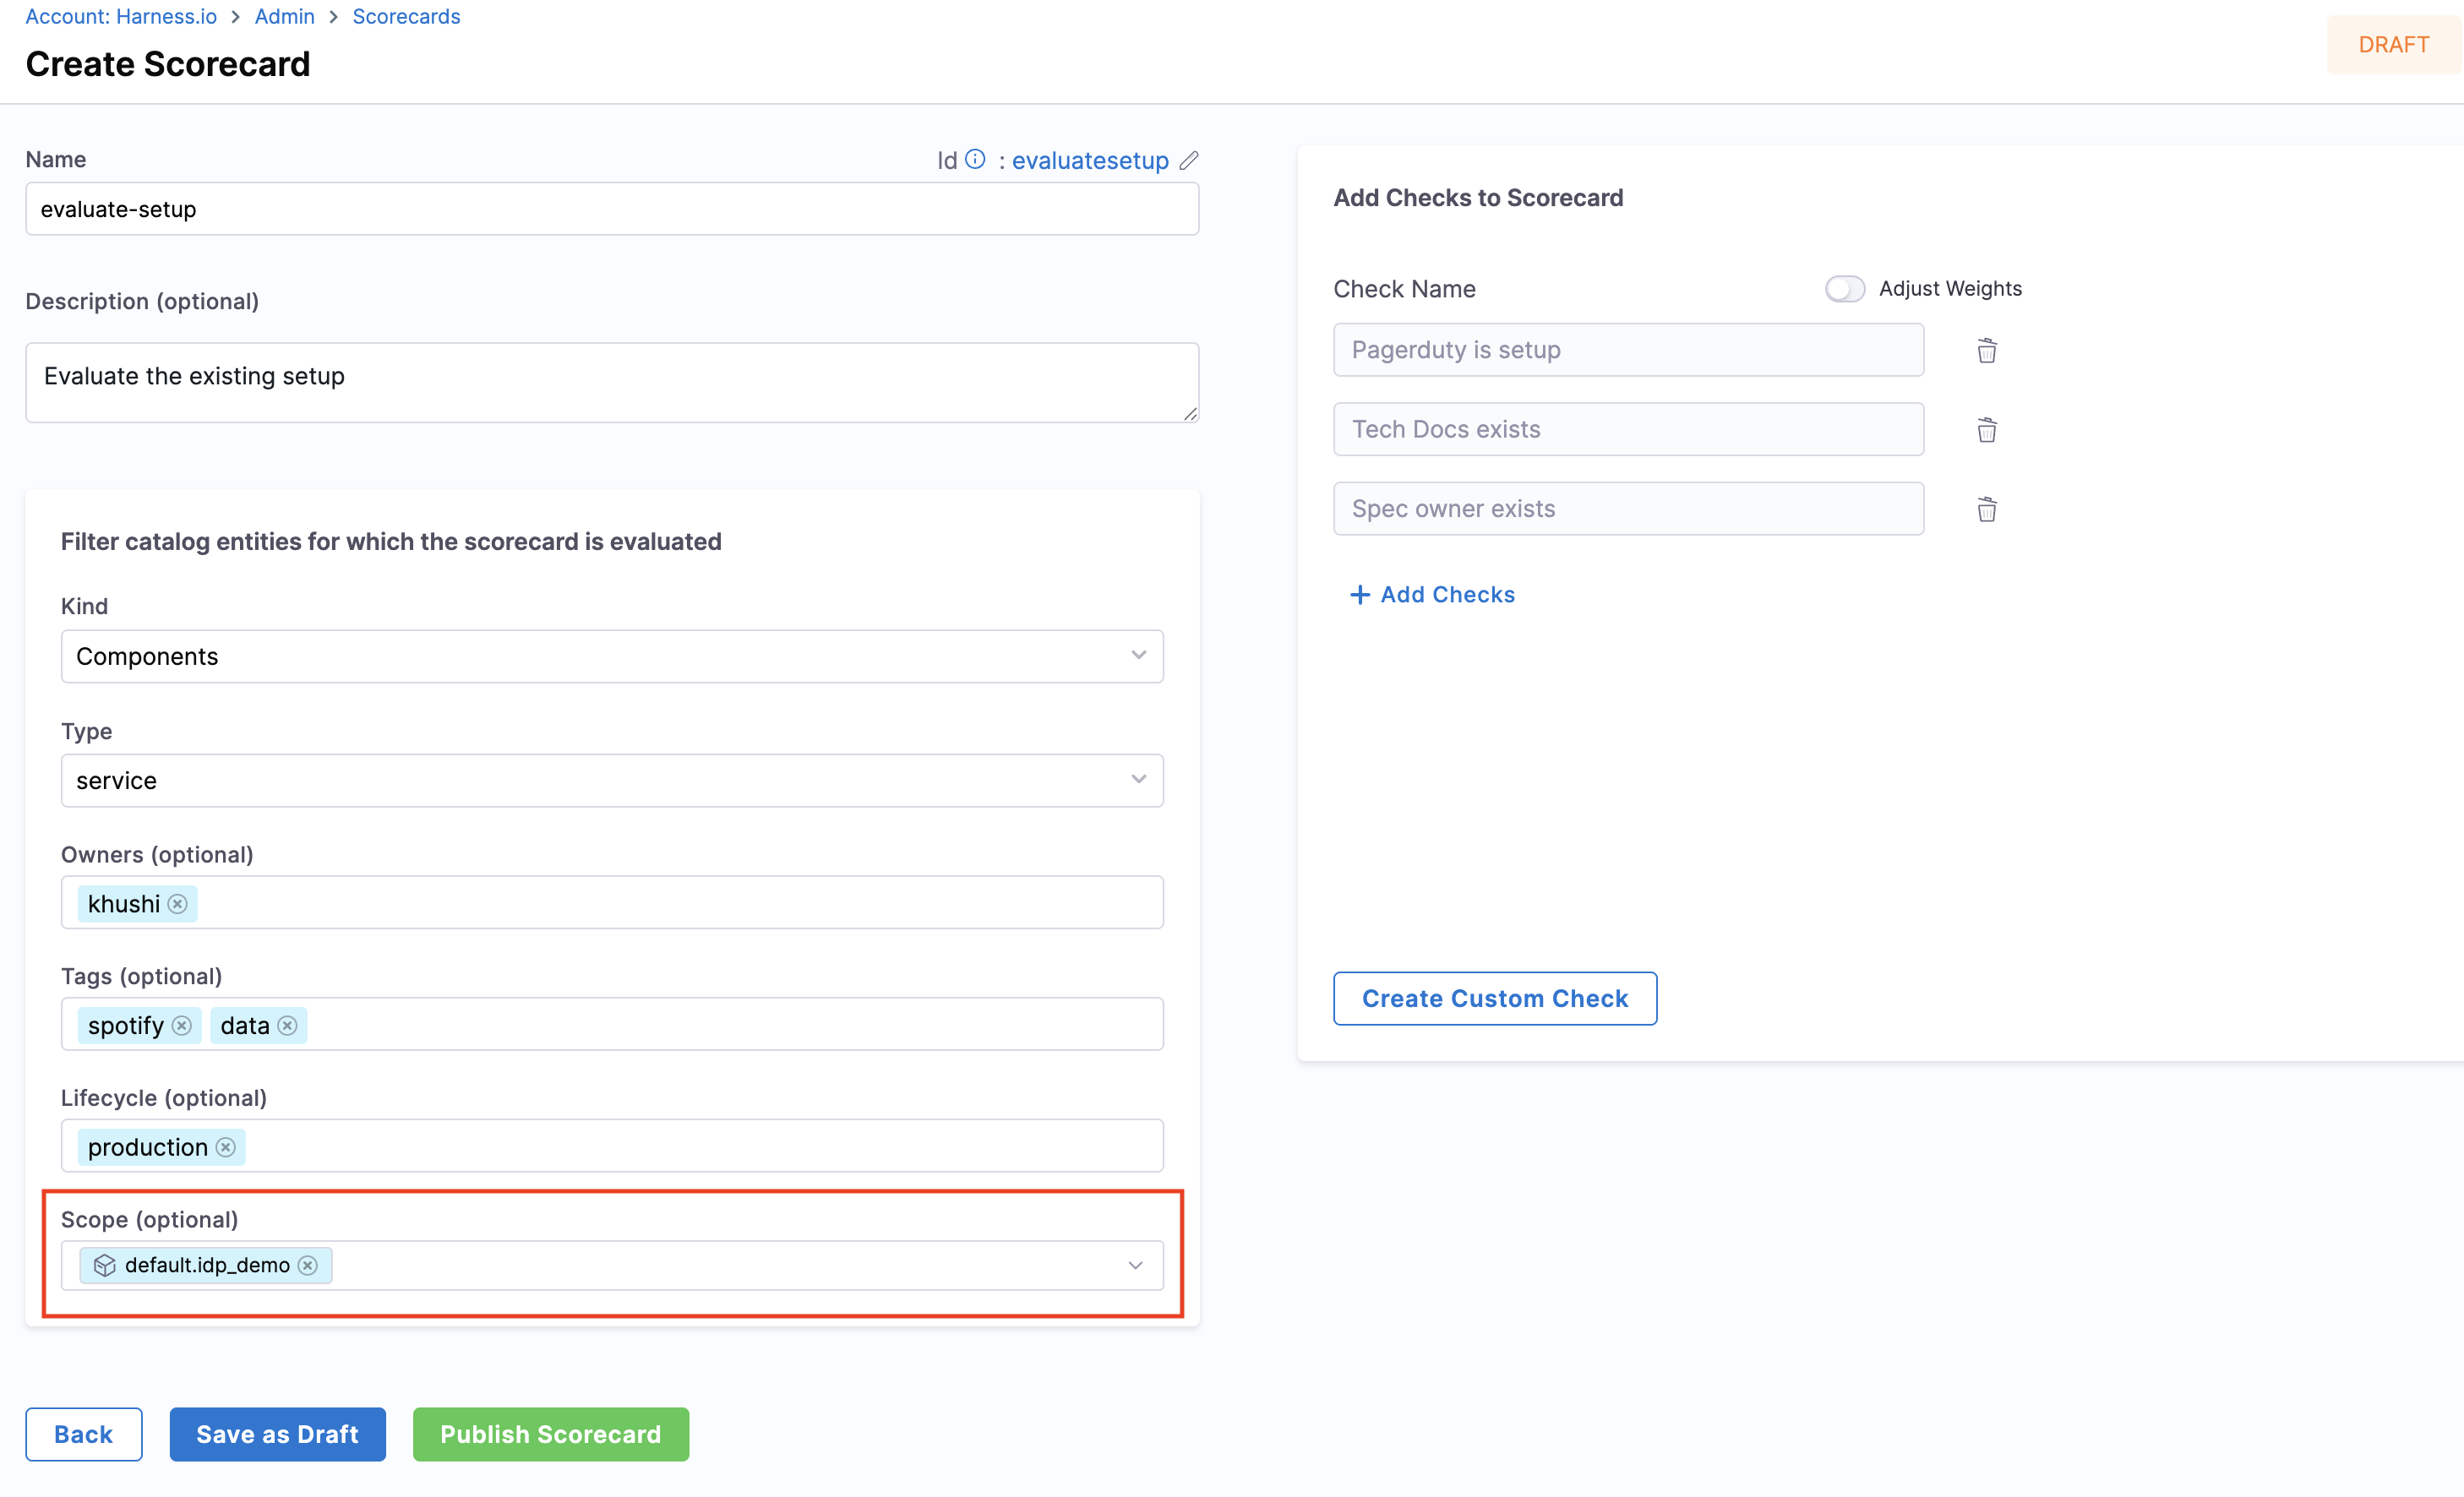 Account: Harness.io > Admin > Scorecards
Create Scorecard
DRAFT
Name
Id : evaluatesetup
evaluate-setup
Description (optional)
Evaluate the existing setup
Filter catalog entities for which the scorecard is evaluated
Kind
Components
Type
service
Owners (optional)
khushi
Tags (optional)
spotify data
Lifecycle (optional)
production
Scope (optional)
default.idp_demo
Back
Save as Draft
Publish Scorecard
Add Checks to Scorecard
Check Name
Adjust Weights
Pagerduty is setup
Tech Docs exists
Spec owner exists
+ Add Checks
Create Custom Check